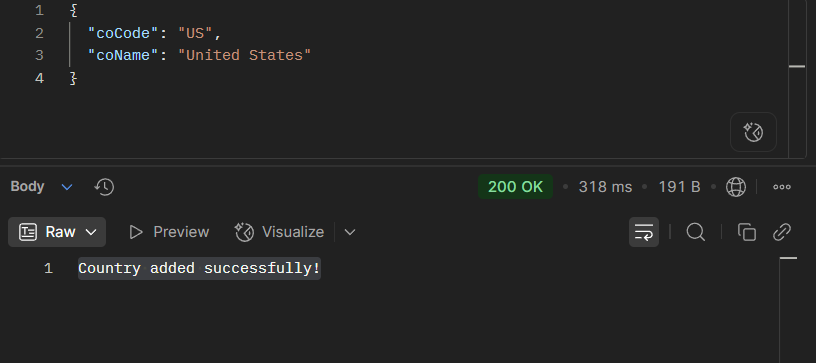 1 {
2 "coCode": "US",
3 "coName": "United States"
4 }
Body 200 OK • 318 ms • 191 B •
Raw Preview Visualize
1 Country added successfully!